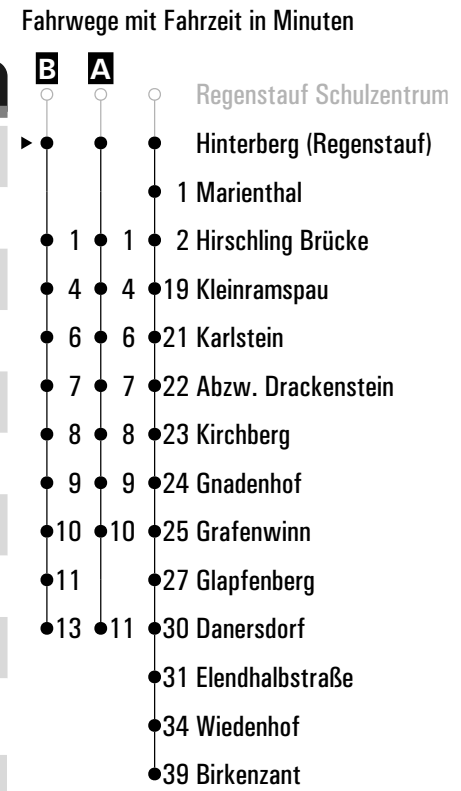 Fahrwege mit Fahrzeit in Minuten
B A
Regenstauf Schulzentrum
Hinterberg (Regenstauf)
1 Marienthal
1 1 2 Hirschling Brücke
4 4 19 Kleinramspau
6 6 21 Karlstein
7 7 22 Abzw. Drackenstein
8 8 23 Kirchberg
9 9 24 Gnadenhof
10 10 25 Grafenwinn
11 27 Glapfenberg
13 11 30 Danersdorf
31 Elendhalbstraße
34 Wiedenhof
39 Birkenzant